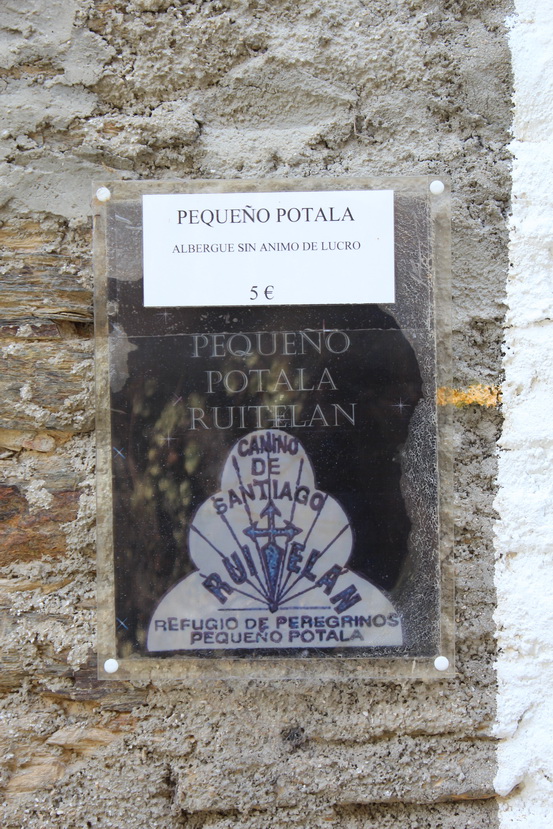 PEQUEÑO POTALA
ALBERGUE SIN ANIMO DE LUCRO
5 €
PEQUEÑO
POTALA
RUITELAN
CAMINO
DE
SANTIAGO
RUITELÁN
REFUGIO DE PEREGRINOS
PEQUEÑO POTALA